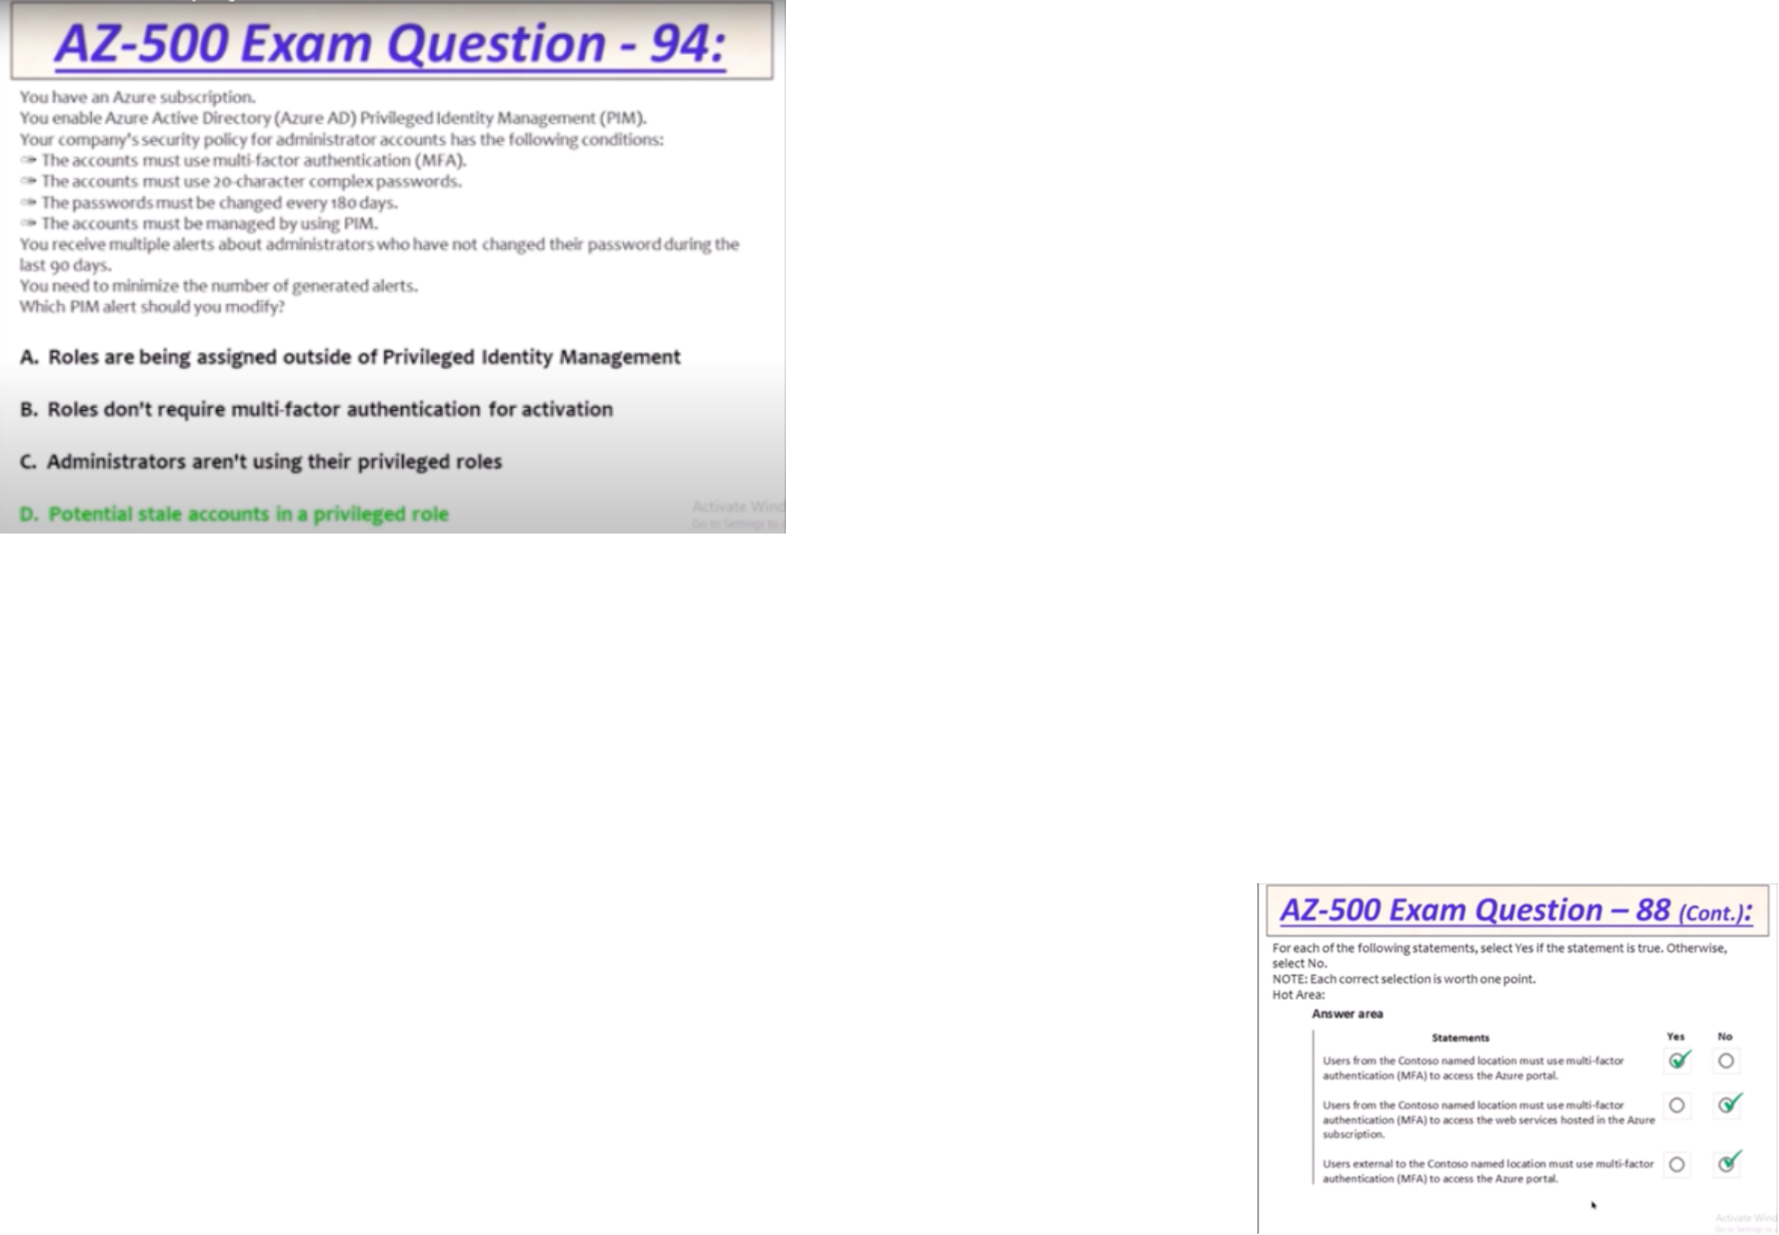 AZ-500 Exam Question - 94:
You have an Azure subscription.
You enable Azure Active Directory (Azure AD) Privileged Identity Management (PIM).
Your company's security policy for administrator accounts has the following conditions:
The accounts must use multi-factor authentication (MFA).
The accounts must use 20-character complex passwords.
The passwords must be changed every 180 days.
The accounts must be managed by using PIM.
You receive multiple alerts about administrators who have not changed their password during the
last 90 days.
You need to minimize the number of generated alerts.
Which PIM alert should you modify?
A. Roles are being assigned outside of Privileged Identity Management
B. Roles don't require multi-factor authentication for activation
C. Administrators aren't using their privileged roles
D. Potential stale accounts in a privileged role
Activate Wind
Go to Settings to
AZ-500 Exam Question – 88 (Cont.):
For each of the following statements, select Yes if the statement is true. Otherwise,
select No.
NOTE: Each correct selection is worth one point.
Hot Area:
Answer area
Statements Yes No
Users from the Contoso named location must use multi-factor
authentication (MFA) to access the Azure portal.
Users from the Contoso named location must use multi-factor
authentication (MFA) to access the web services hosted in the Azure
subscription.
Users external to the Contoso named location must use multi-factor
authentication (MFA) to access the Azure portal.
Activate Wind
Go to Settings to